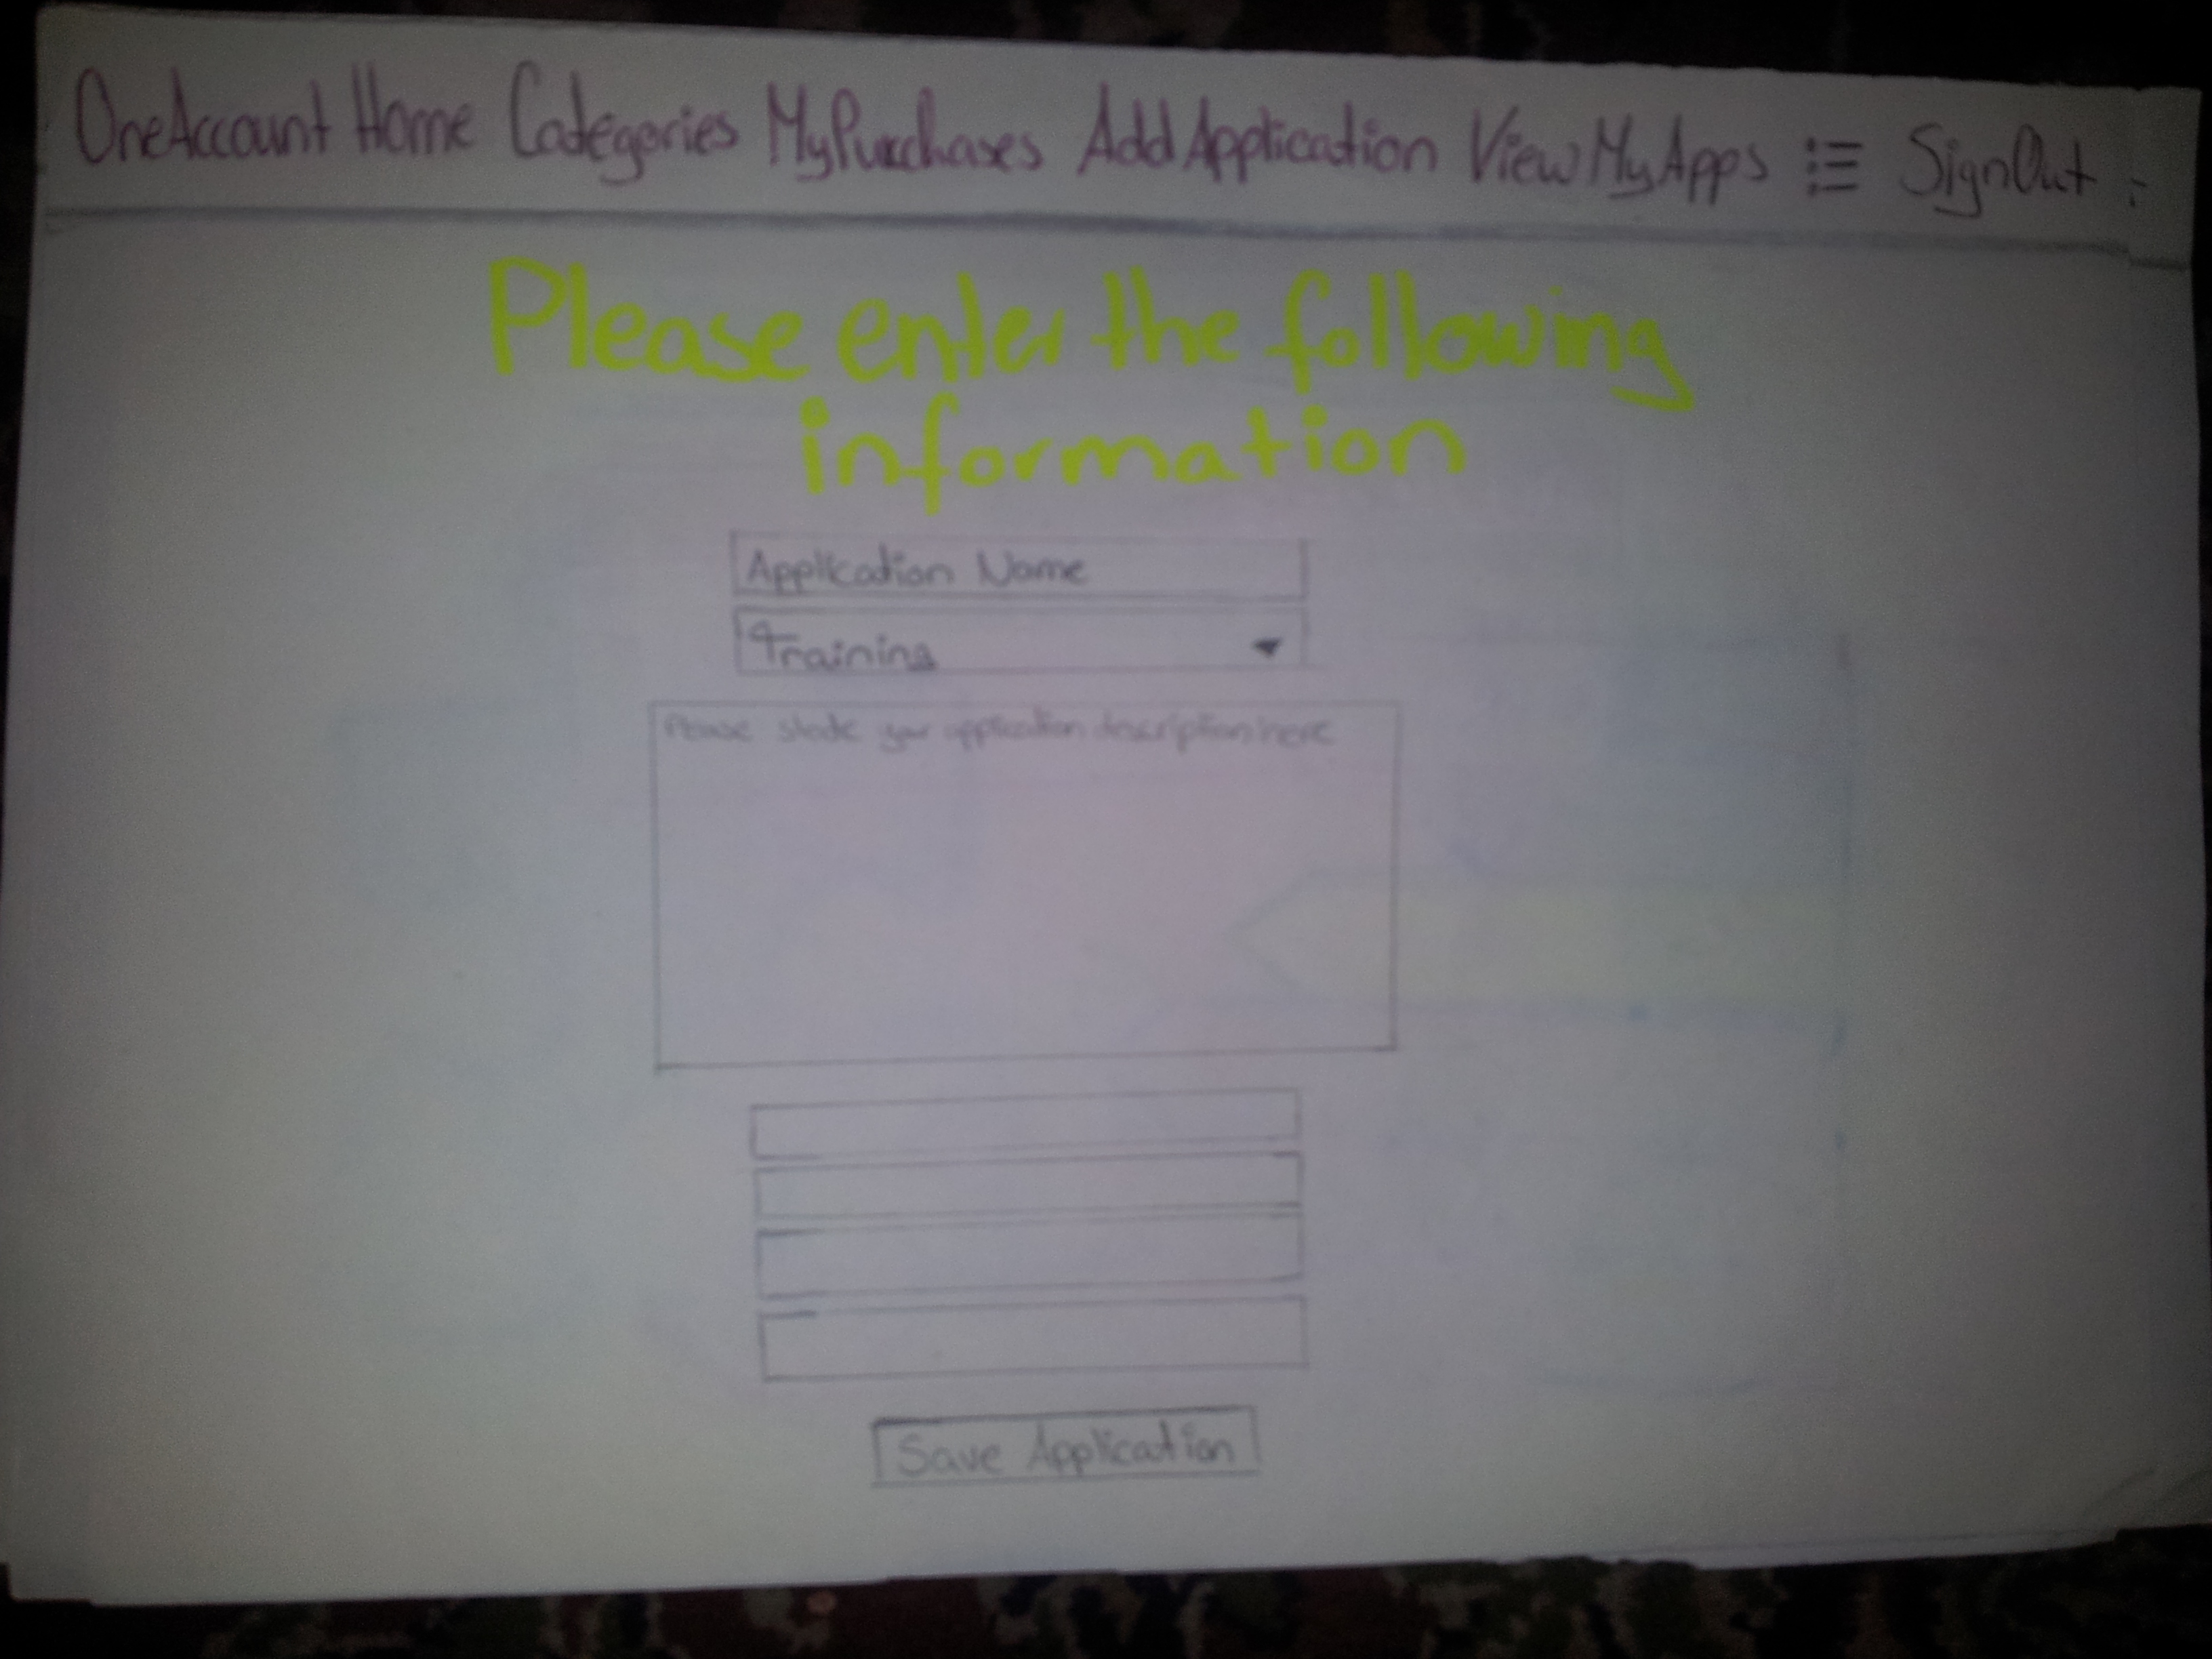 OneAccount Home Categories MyPurchases Add Application View My Apps SignOut
Please enter the following
information
Application Name
Training
Please state your application description here
Save Application